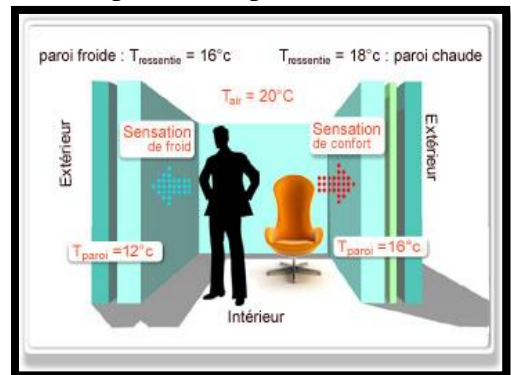 paroi froide : Tressentie = 16°c
Tressentie = 18°c : paroi chaude
Tair = 20°C
Sensation
de froid
Sensation
de confort
Extérieur
Extérieur
Tparoi =12°c
Tparoi =16°c
Intérieur